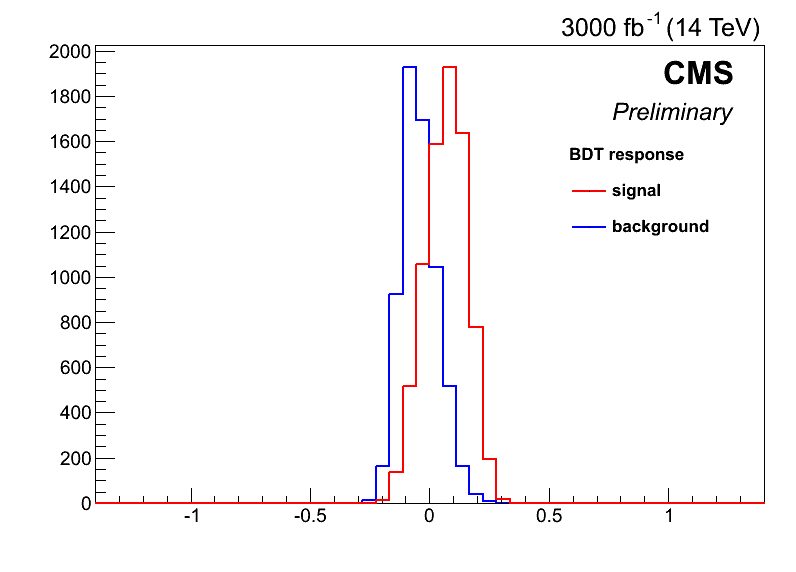 3000 fb-1 (14 TeV)
CMS
Preliminary
BDT response
signal
background
2000
1800
1600
1400
1200
1000
800
600
400
200
0
-1 -0.5 0 0.5 1